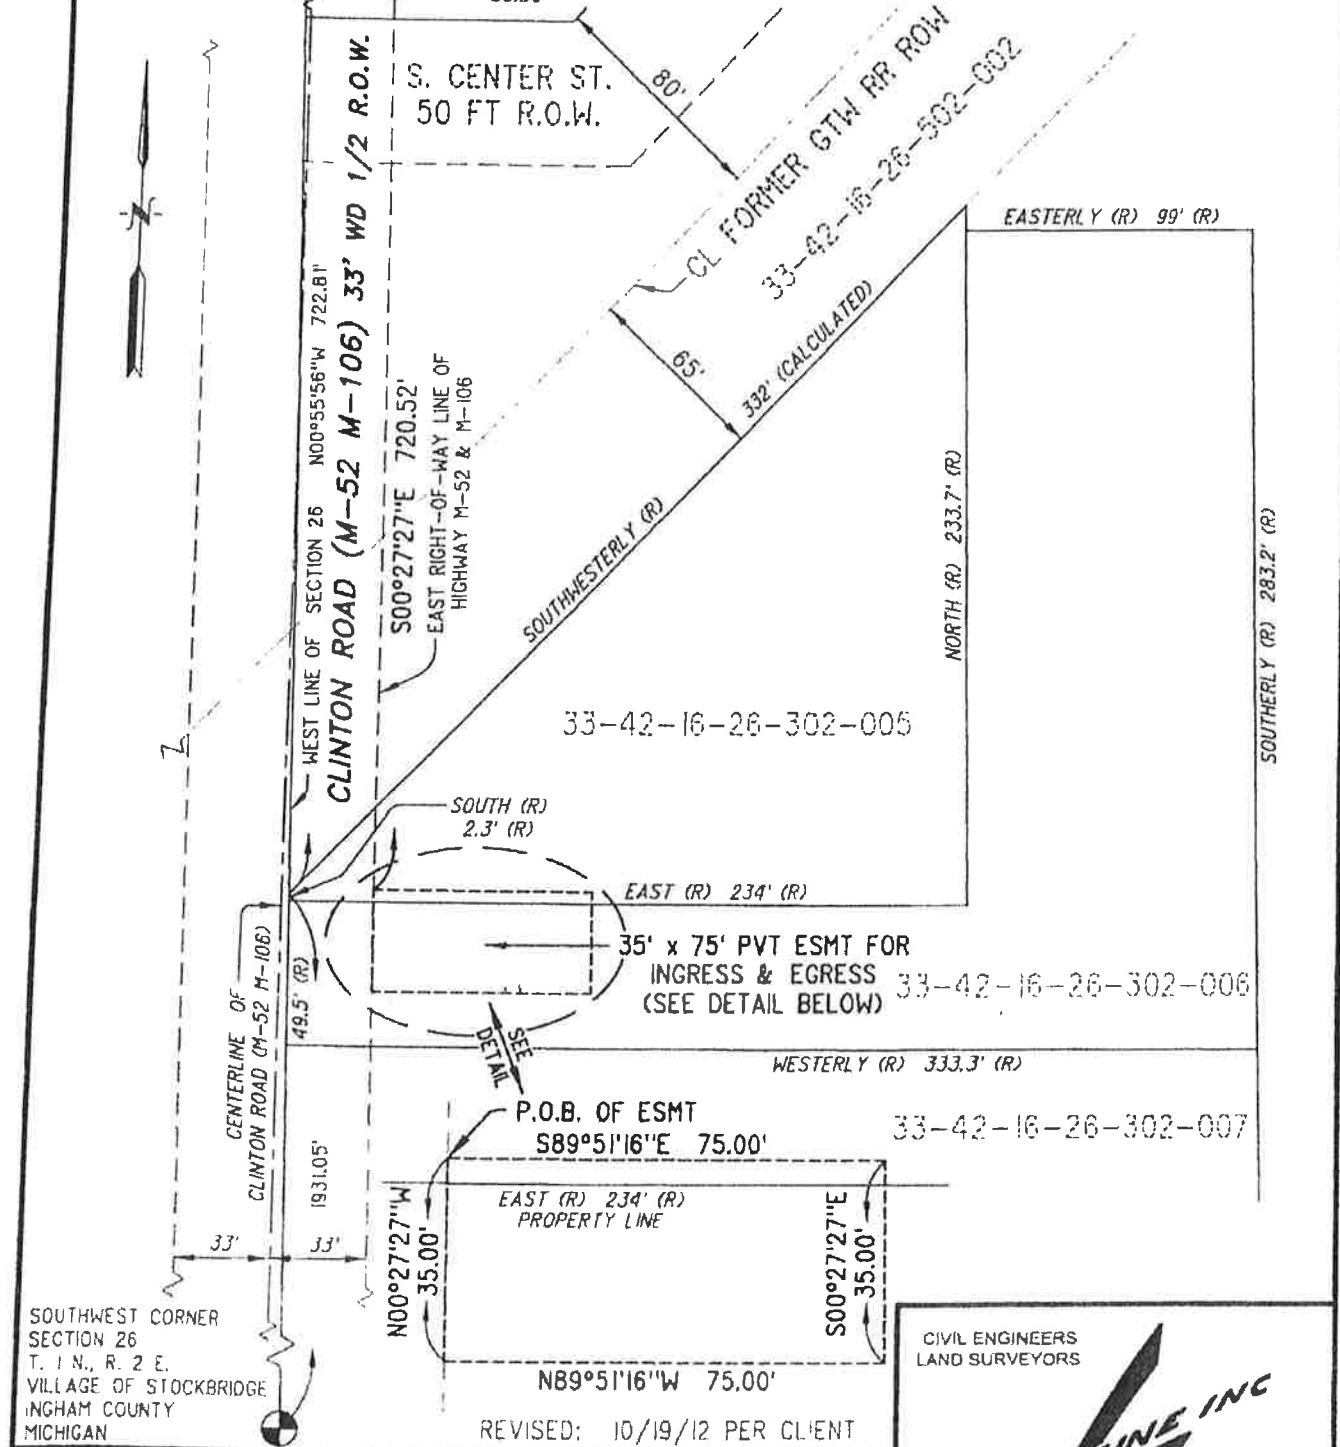 S. CENTER ST.
50 FT R.O.W.
80'
CL FORMER GTW RR ROW
33-42-16-26-502-002
EASTERLY (R) 99' (R)
WEST LINE OF SECTION 26 N00°55'56"W 722.81'
CLINTON ROAD (M-52 M-106) 33' WD 1/2 R.O.W.
S00°27'27"E 720.52'
EAST RIGHT-OF-WAY LINE OF
HIGHWAY M-52 & M-106
65'
332' (CALCULATED)
SOUTHWESTERLY (R)
NORTH (R) 233.7' (R)
SOUTHERLY (R) 283.2' (R)
33-42-16-26-302-005
SOUTH (R)
2.3' (R)
EAST (R) 234' (R)
35' x 75' PVT ESMT FOR
INGRESS & EGRESS
(SEE DETAIL BELOW)
33-42-16-26-302-006
CENTERLINE OF
CLINTON ROAD (M-52 M-106)
49.5' (R)
SEE
DETAIL
WESTERLY (R) 333.3' (R)
33-42-16-26-302-007
P.O.B. OF ESMT
S89°51'16"E 75.00'
EAST (R) 234' (R)
PROPERTY LINE
N00°27'27"W
35.00'
S00°27'27"E
35.00'
N89°51'16"W 75.00'
1931.05'
33'
33'
SOUTHWEST CORNER
SECTION 26
T. 1 N., R. 2 E.
VILLAGE OF STOCKBRIDGE
INGHAM COUNTY
MICHIGAN
REVISED: 10/19/12 PER CLIENT
CIVIL ENGINEERS
LAND SURVEYORS
INC